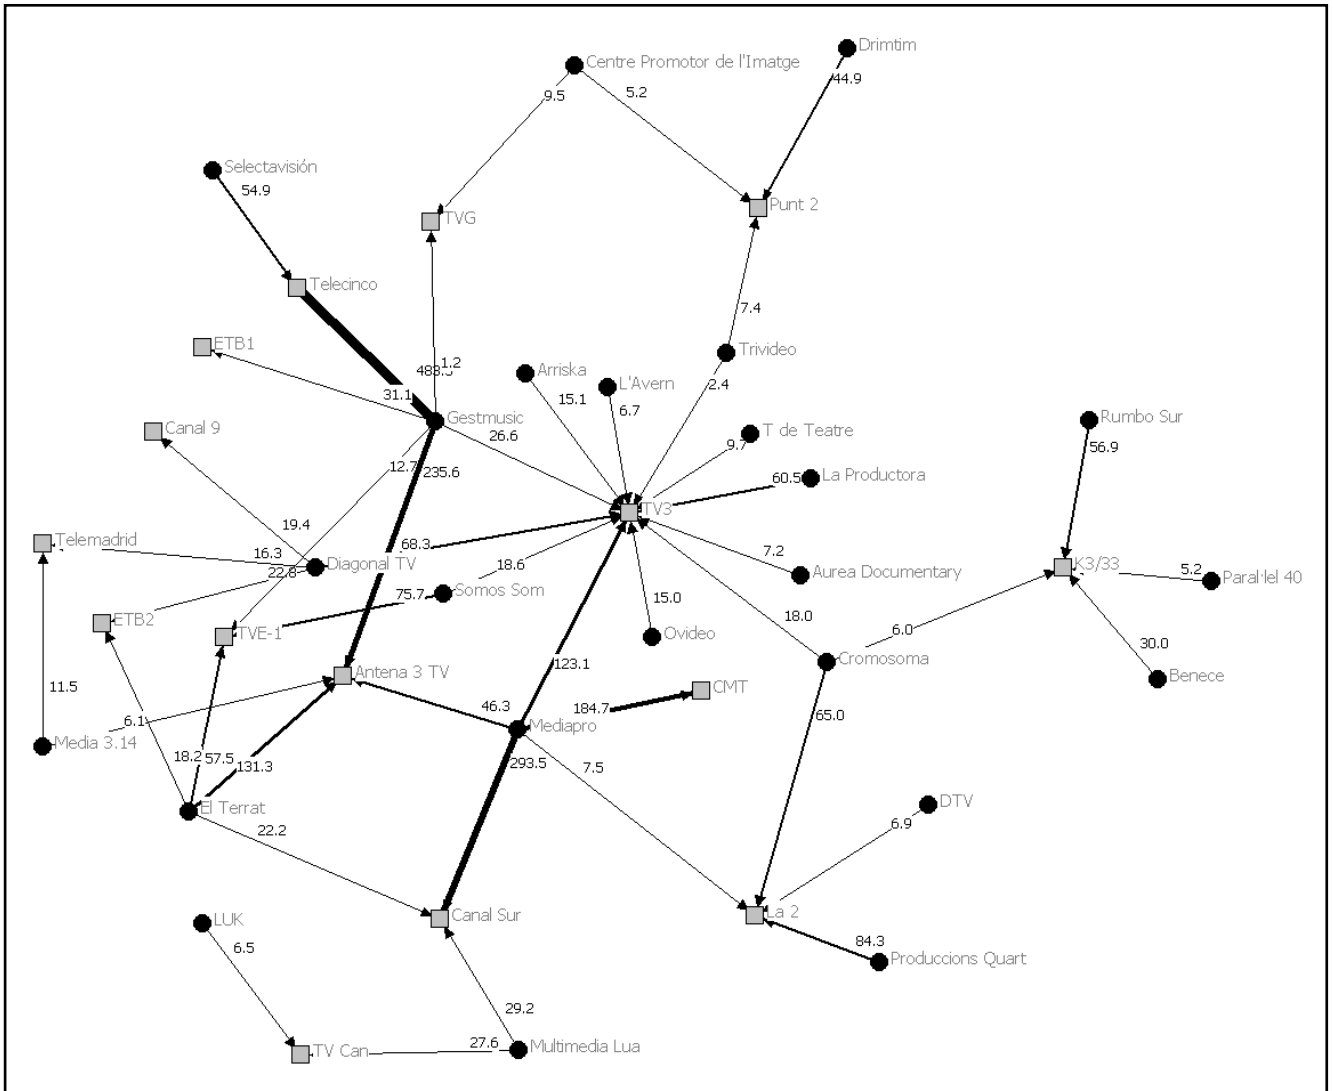 Drimtim
Centre Promotor de l'Imatge
44.9
5.2
9.5
Selectavisión
54.9
Punt 2
TVG
Telecinco
7.4
ETB1
Trivideo
1.2
Arriska
L'Avern
2.4
31.1
15.1
6.7
Gestmusic
Rumbo Sur
Canal 9
26.6
T de Teatre
9.7
56.9
12.7
235.6
La Productora
60.5
TV3
19.4
Telemadrid
68.3
16.3
7.2
Diagonal TV
18.6
K3/33
5.2
22.8
Aurea Documentary
Paral·lel 40
75.7
Somos Som
15.0
18.0
ETB2
6.0
TVE-1
Ovideo
30.0
123.1
Cromosoma
Antena 3 TV
Benece
11.5
CMT
46.3
184.7
6.1
65.0
Mediapro
Media 3.14
18.2
57.5
131.3
293.5
7.5
El Terrat
DTV
6.9
22.2
Canal Sur
La 2
LUK
6.5
84.3
Produccions Quart
29.2
27.6
TV Can
Multimedia Lua